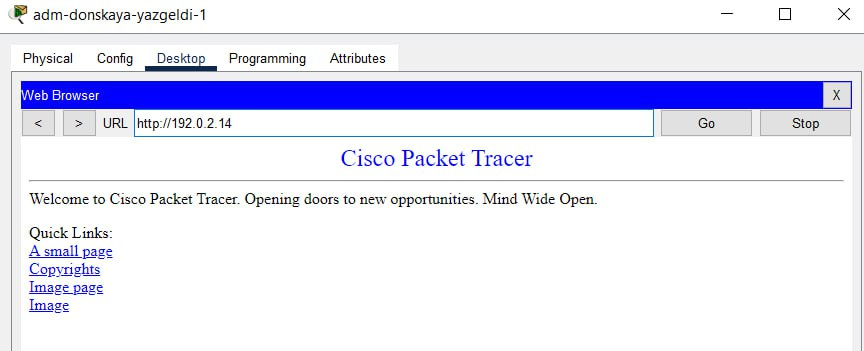 adm-donskaya-yazgeldi-1
Physical Config Desktop Programming Attributes
Web Browser X
< > URL http://192.0.2.14 Go Stop
Cisco Packet Tracer
Welcome to Cisco Packet Tracer. Opening doors to new opportunities. Mind Wide Open.
Quick Links:
A small page
Copyrights
Image page
Image